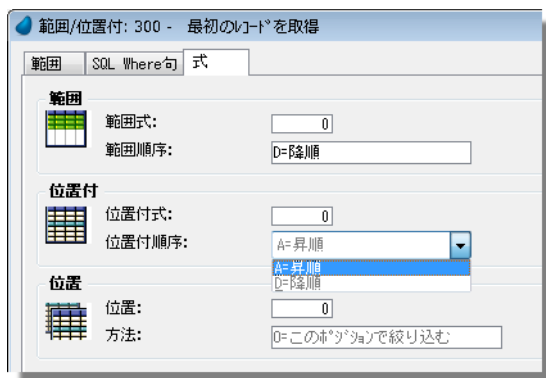 範囲/位置付: 300 - 最初のﾚｺｰﾄﾞを取得
範囲 SQL Where句 式
範囲
範囲式: 0
範囲順序: D=降順
位置付
位置付式: 0
位置付順序: A=昇順
A=昇順
D=降順
位置
位置: 0
方法: 0=このﾎﾟｼﾞｼｮﾝで絞り込む